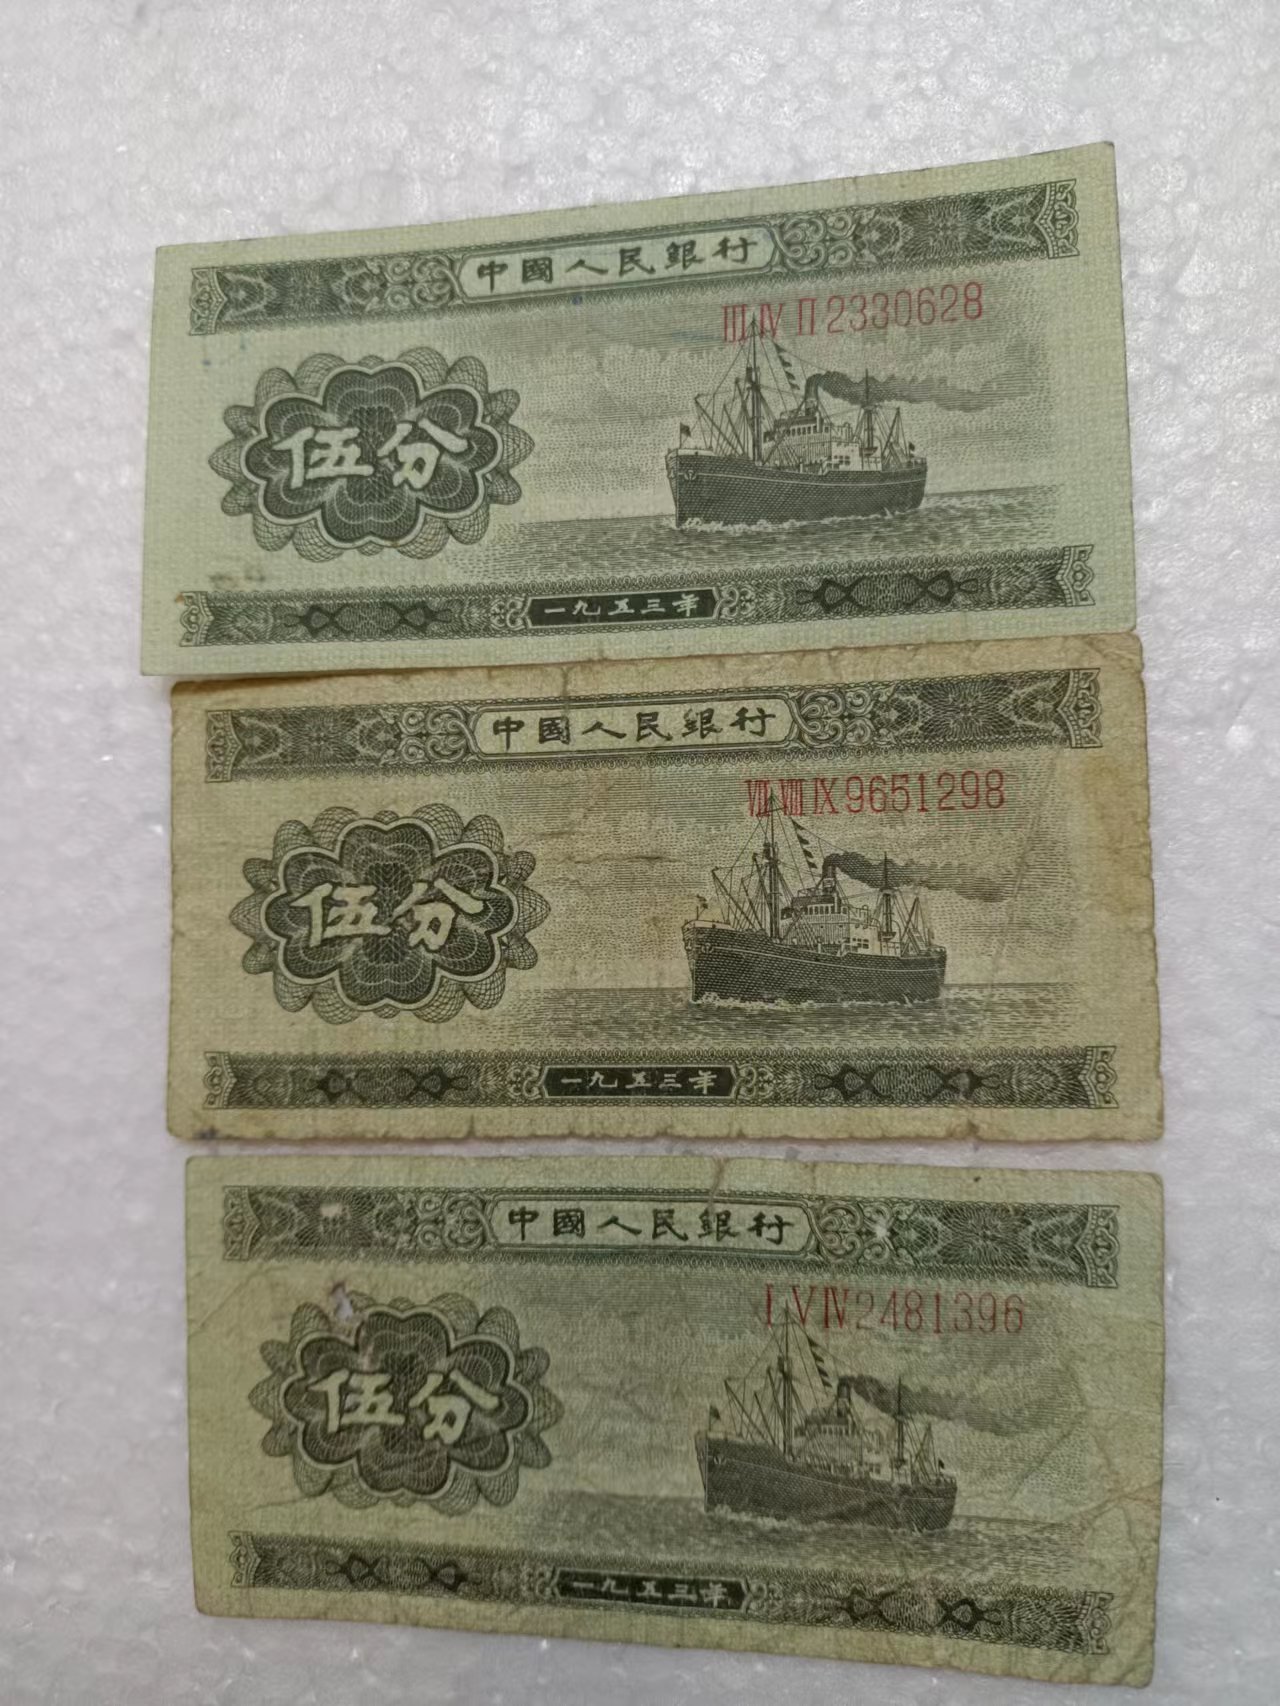 中國人民銀行
III IV II 2330628
伍分
一九五三年
中國人民銀行
VII VIII IX 9651298
伍分
一九五三年
中國人民銀行
I V IV 2481396
伍分
一九五三年